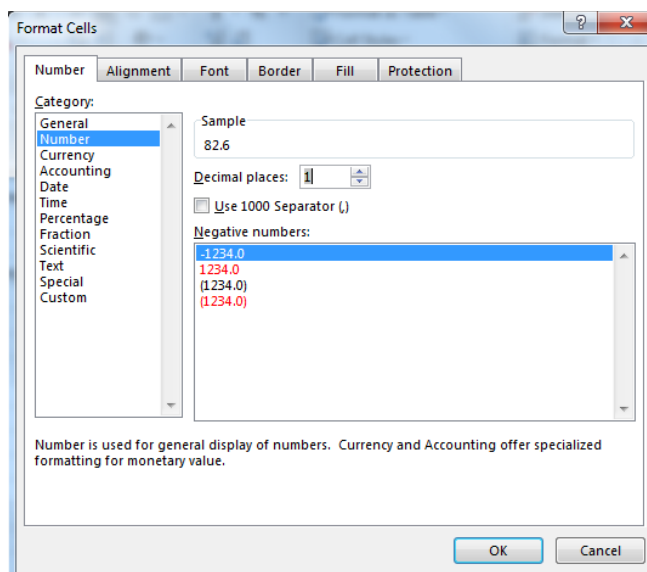 Format Cells
?
Number Alignment Font Border Fill Protection
Category:
General
Number
Currency
Accounting
Date
Time
Percentage
Fraction
Scientific
Text
Special
Custom
Sample
82.6
Decimal places: 1
Use 1000 Separator (,)
Negative numbers:
-1234.0
1234.0
(1234.0)
(1234.0)
Number is used for general display of numbers. Currency and Accounting offer specialized
formatting for monetary value.
OK Cancel